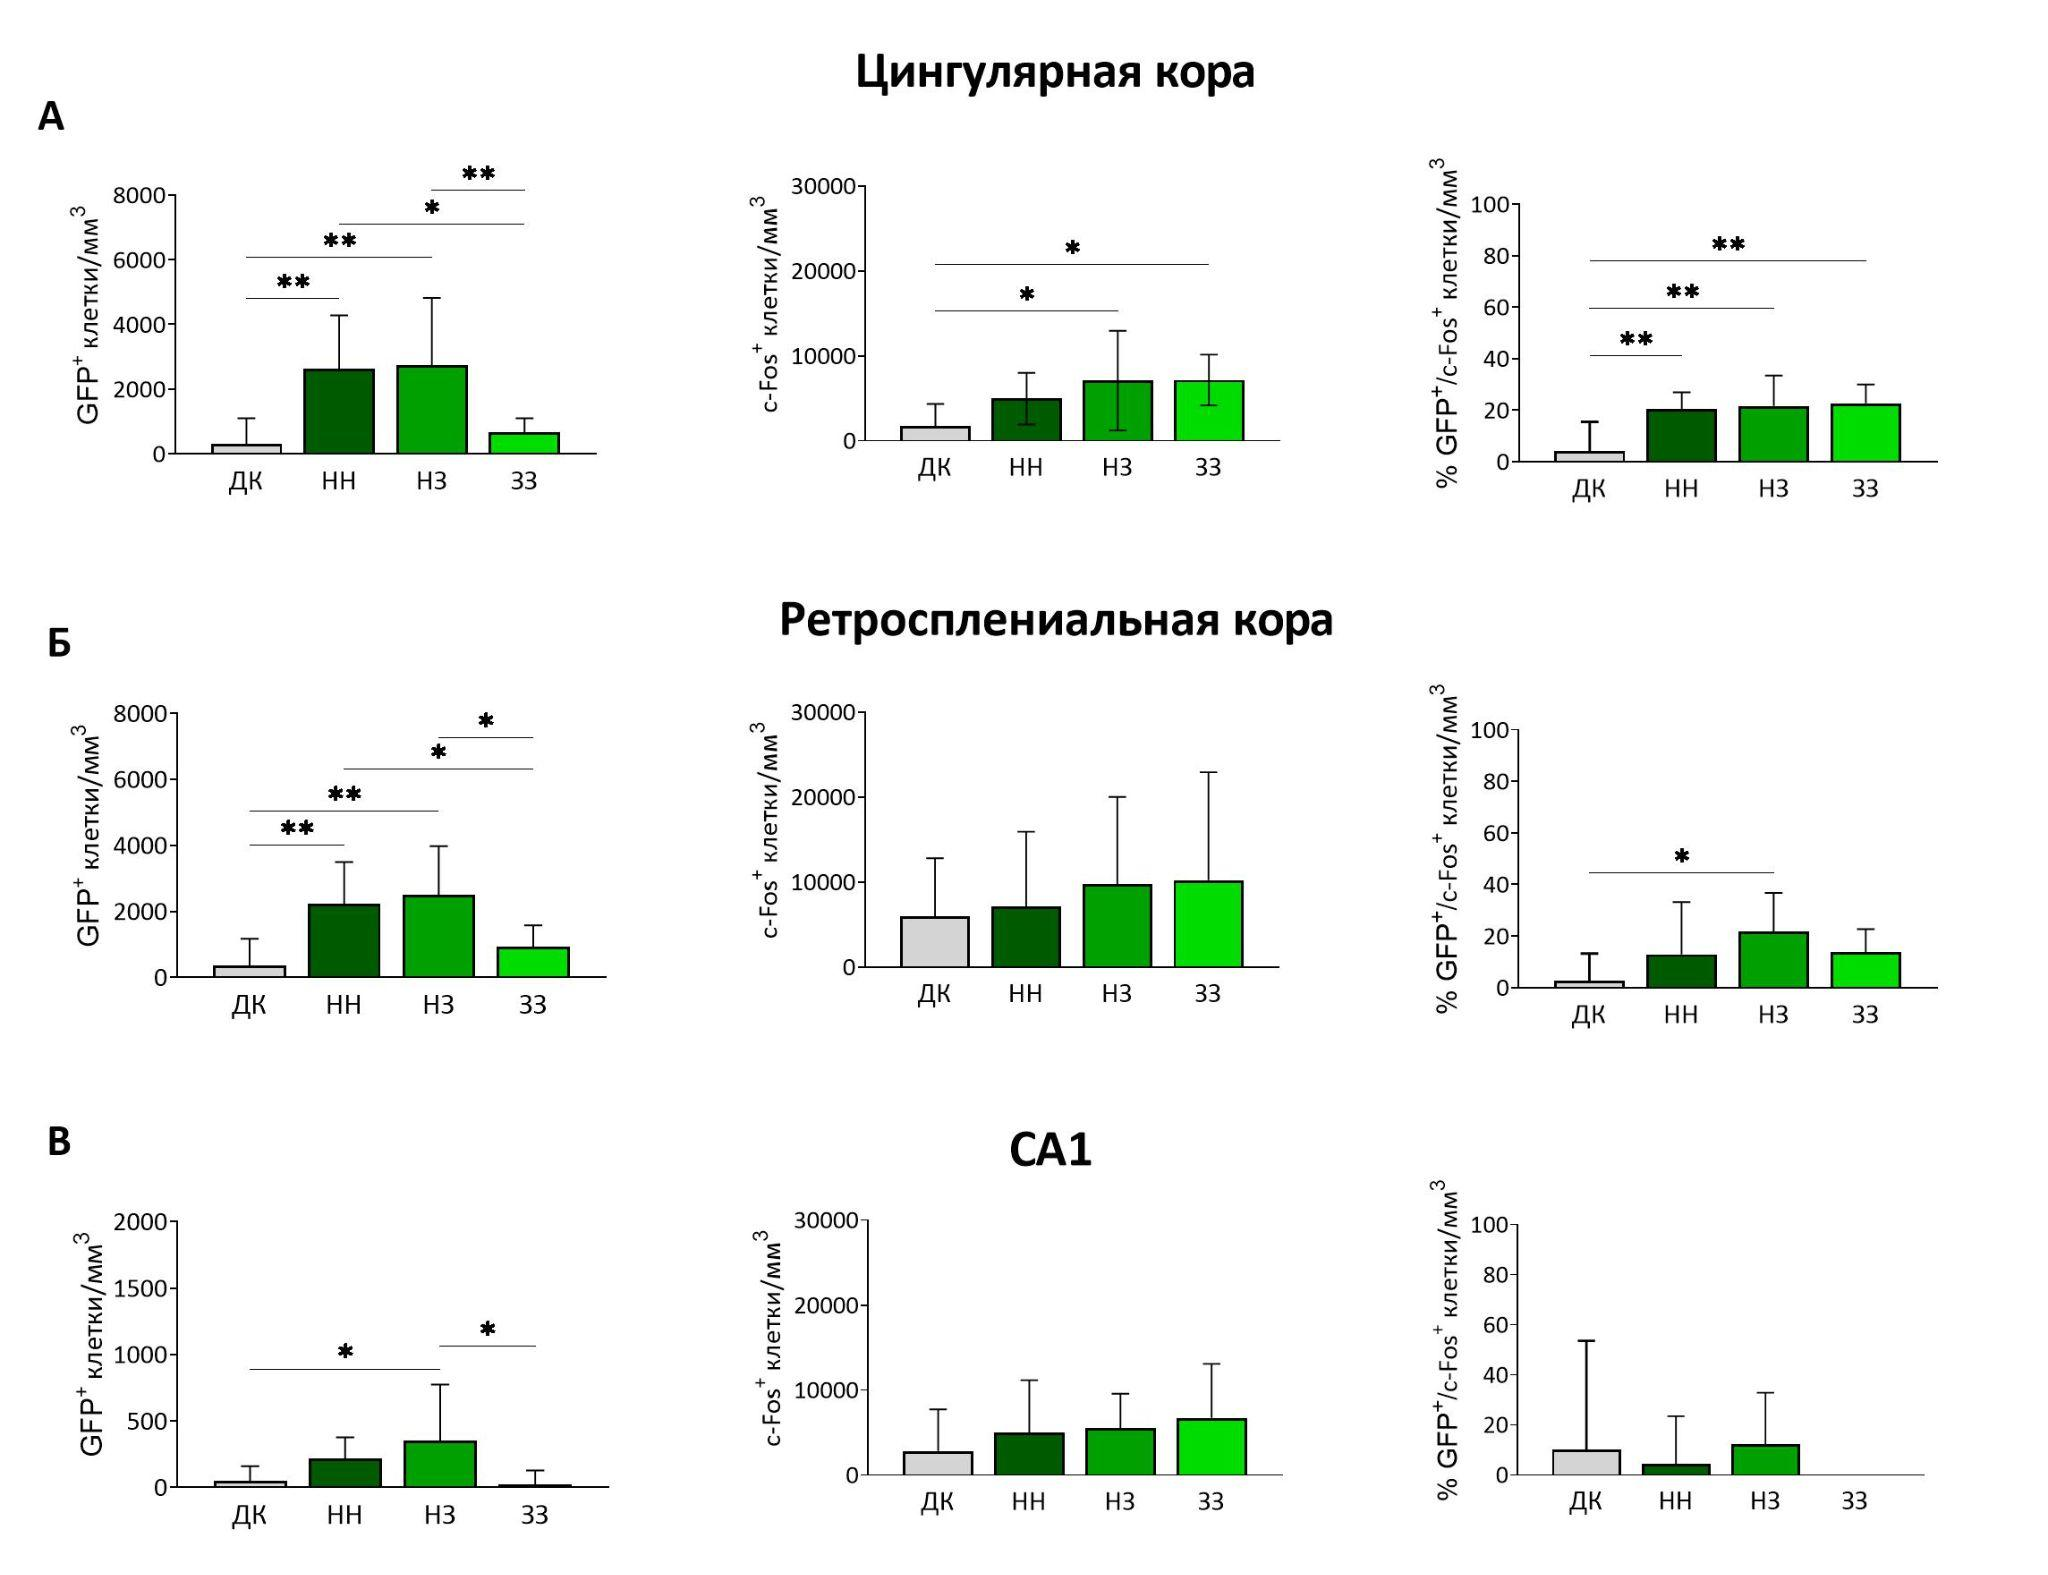 Цингулярная кора
А
GFP⁺ клетки/мм³
8000
6000
4000
2000
0
**
*
**
**
ДК НН НЗ ЗЗ
c-Fos⁺ клетки/мм³
30000
20000
10000
0
*
*
ДК НН НЗ ЗЗ
% GFP⁺/c-Fos⁺ клетки/мм³
100
80
60
40
20
0
**
**
**
ДК НН НЗ ЗЗ
Ретросплениальная кора
Б
GFP⁺ клетки/мм³
8000
6000
4000
2000
0
*
*
**
**
ДК НН НЗ ЗЗ
c-Fos⁺ клетки/мм³
30000
20000
10000
0
ДК НН НЗ ЗЗ
% GFP⁺/c-Fos⁺ клетки/мм³
100
80
60
40
20
0
*
ДК НН НЗ ЗЗ
СА1
В
GFP⁺ клетки/мм³
2000
1500
1000
500
0
*
*
ДК НН НЗ ЗЗ
c-Fos⁺ клетки/мм³
30000
20000
10000
0
ДК НН НЗ ЗЗ
% GFP⁺/c-Fos⁺ клетки/мм³
100
80
60
40
20
0
ДК НН НЗ ЗЗ